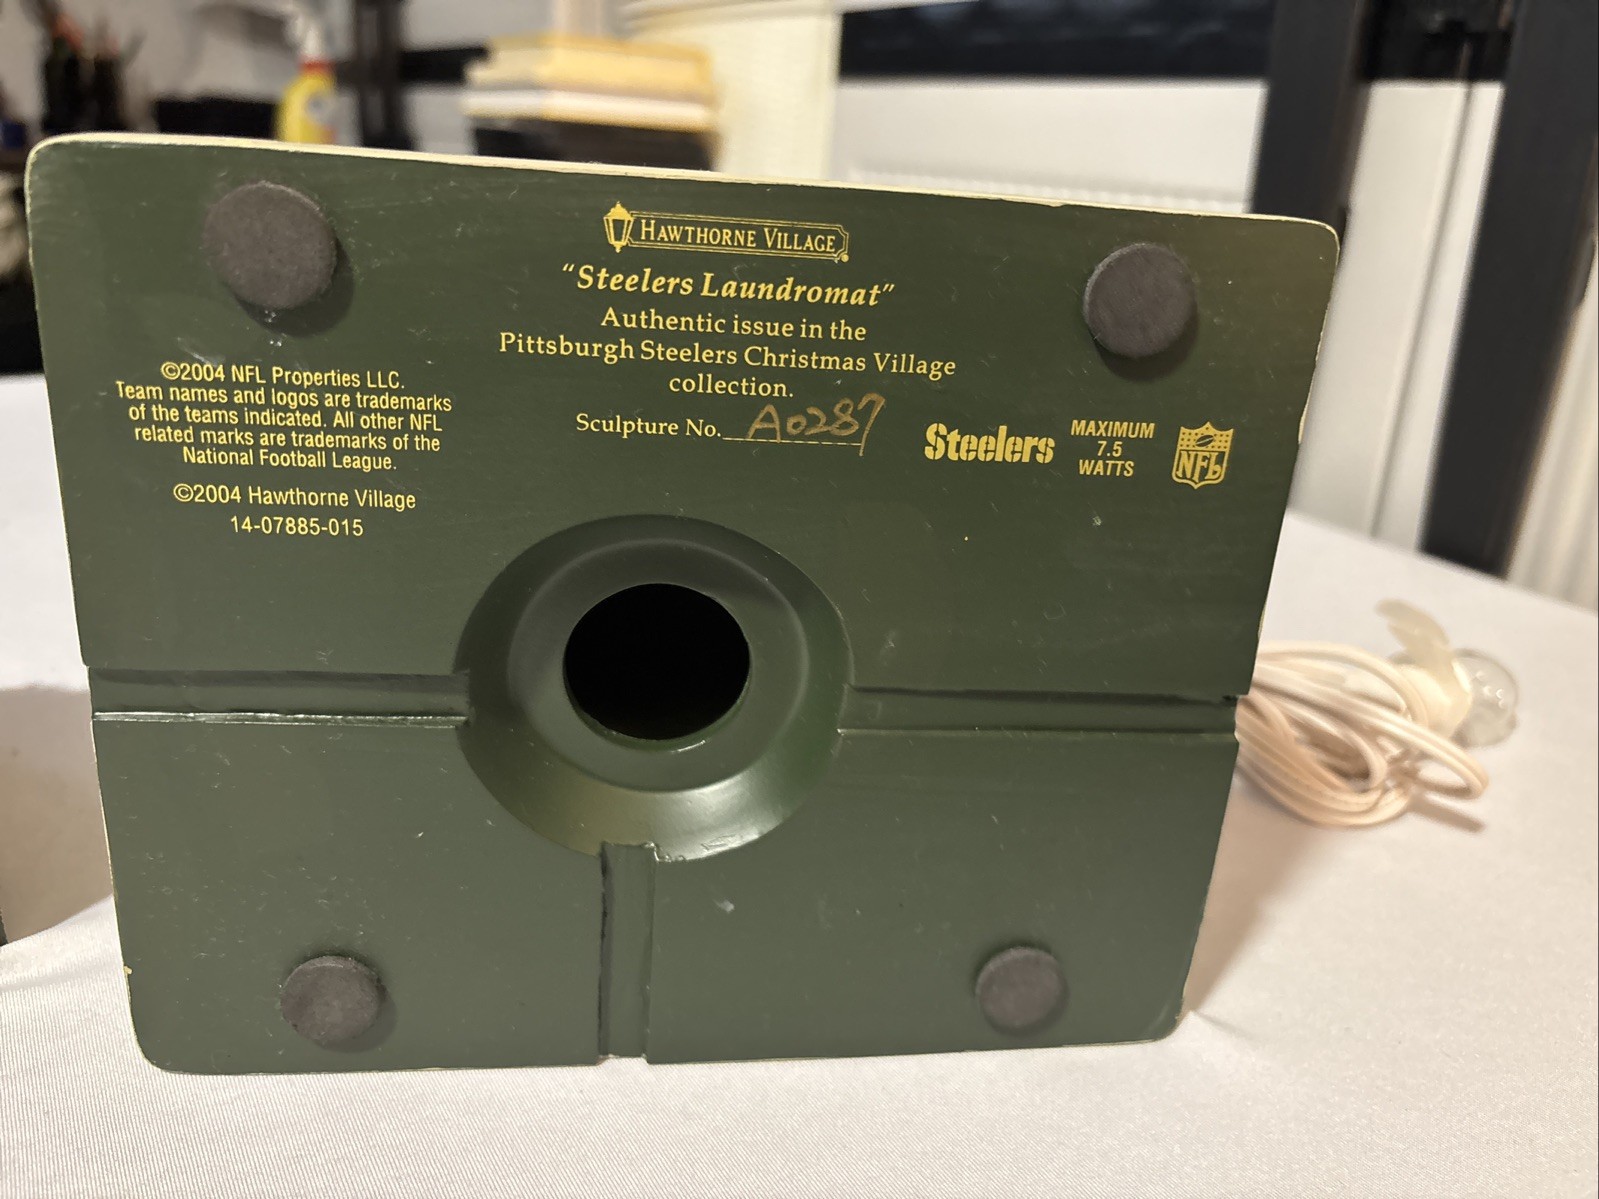 HAWTHORNE VILLAGE
"Steelers Laundromat"
Authentic issue in the
Pittsburgh Steelers Christmas Village
collection.
Sculpture No. A0287
©2004 NFL Properties LLC.
Team names and logos are trademarks
of the teams indicated. All other NFL
related marks are trademarks of the
National Football League.
©2004 Hawthorne Village
14-07885-015
Steelers
MAXIMUM
7.5
WATTS
NFL